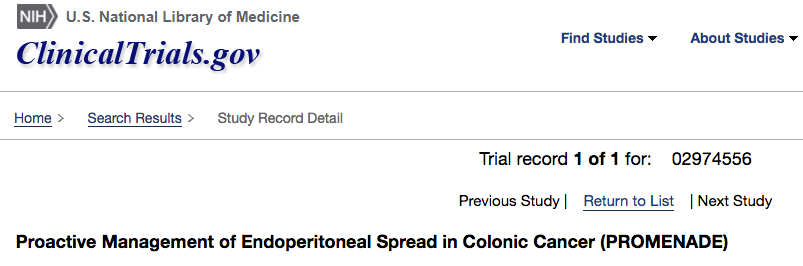 NIH U.S. National Library of Medicine
ClinicalTrials.gov
Find Studies About Studies
Home > Search Results > Study Record Detail
Trial record 1 of 1 for: 02974556
Previous Study | Return to List | Next Study
Proactive Management of Endoperitoneal Spread in Colonic Cancer (PROMENADE)